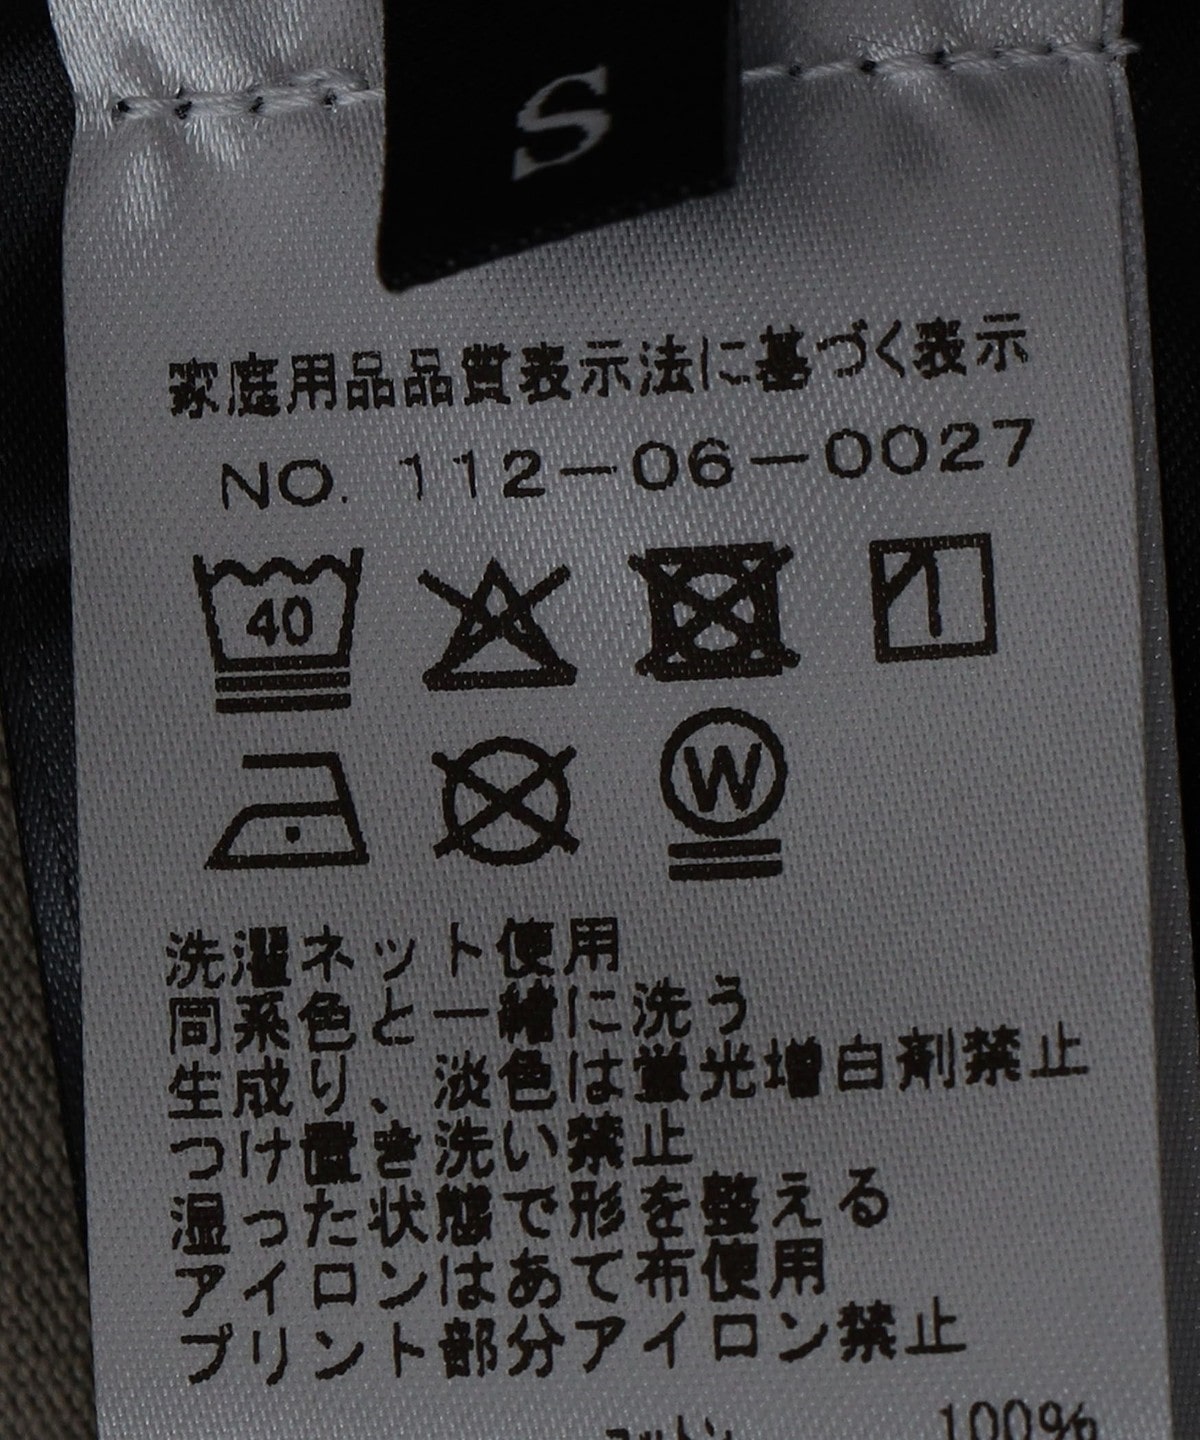 S
家庭用品品質表示法に基づく表示
NO. 112-06-0027
40
W
洗濯ネット使用
同系色と一緒に洗う
生成り、淡色は蛍光増白剤禁止
つけ置き洗い禁止
湿った状態で形を整える
アイロンはあて布使用
プリント部分アイロン禁止
コットン 100%